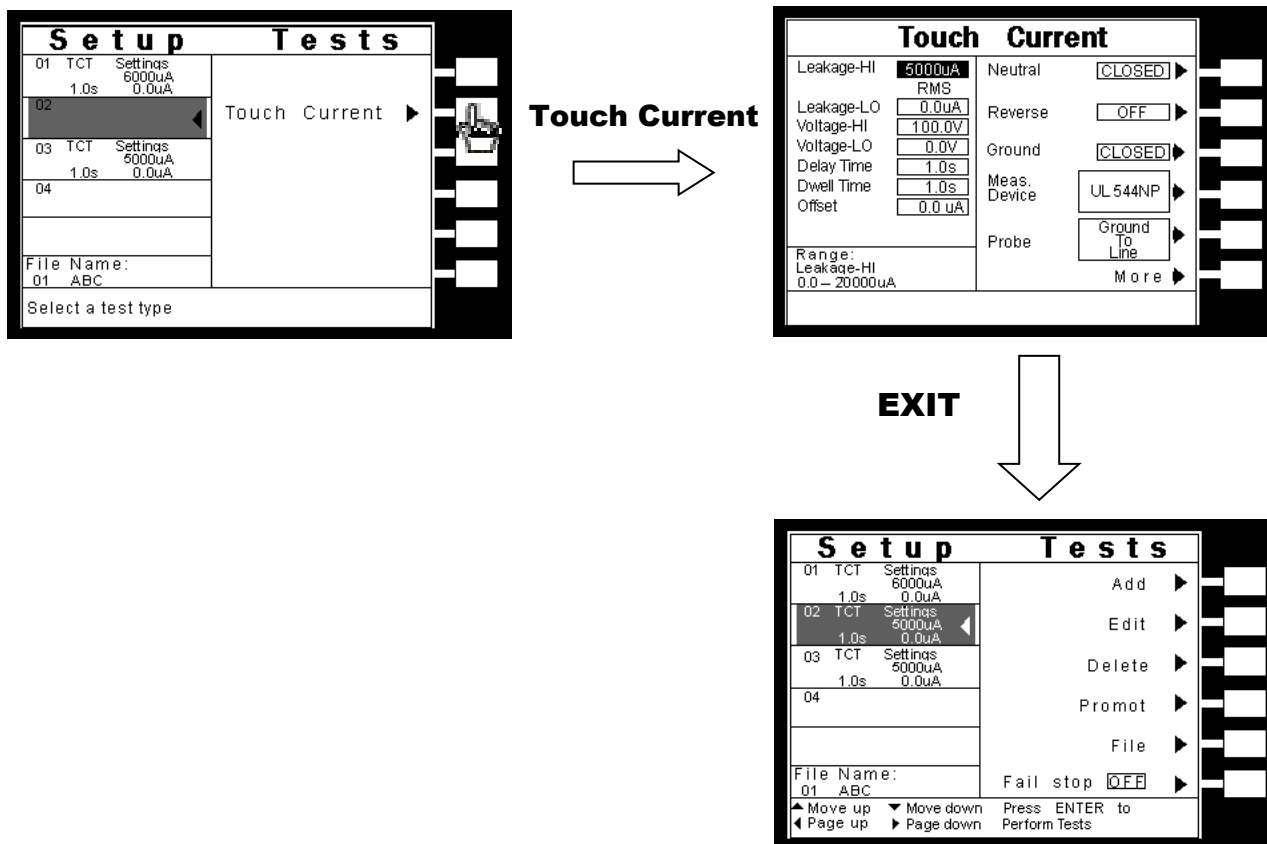 Setup Tests
01 TCT Settings
6000uA
1.0s 0.0uA
02
Touch Current
03 TCT Settings
5000uA
1.0s 0.0uA
04
File Name:
01 ABC
Select a test type
Touch Current
Touch Current
Leakage-HI 5000uA
RMS
Leakage-LO 0.0uA
Voltage-HI 100.0V
Voltage-LO 0.0V
Delay Time 1.0s
Dwell Time 1.0s
Offset 0.0 uA
Range:
Leakage-HI
0.0 – 20000uA
Neutral CLOSED
Reverse OFF
Ground CLOSED
Meas.
Device UL 544NP
Probe Ground
To
Line
More
EXIT
Setup Tests
01 TCT Settings
6000uA
1.0s 0.0uA
02 TCT Settings
5000uA
1.0s 0.0uA
03 TCT Settings
5000uA
1.0s 0.0uA
04
File Name:
01 ABC
Add
Edit
Delete
Promot
File
Fail stop OFF
Move up Move down Press ENTER to
Page up Page down Perform Tests